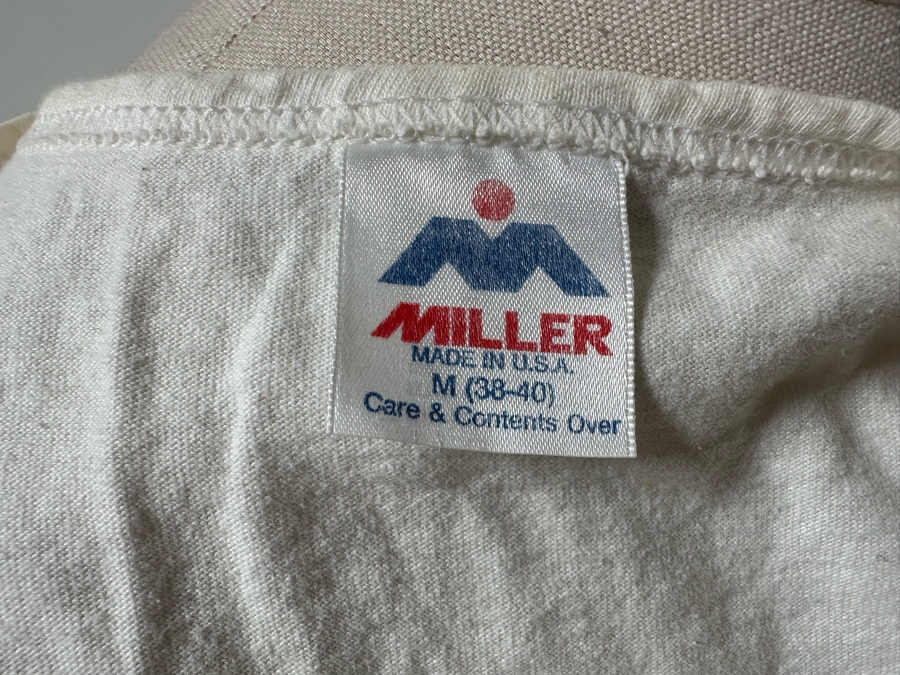 MILLER
MADE IN U.S.A.
M (38-40)
Care & Contents Over